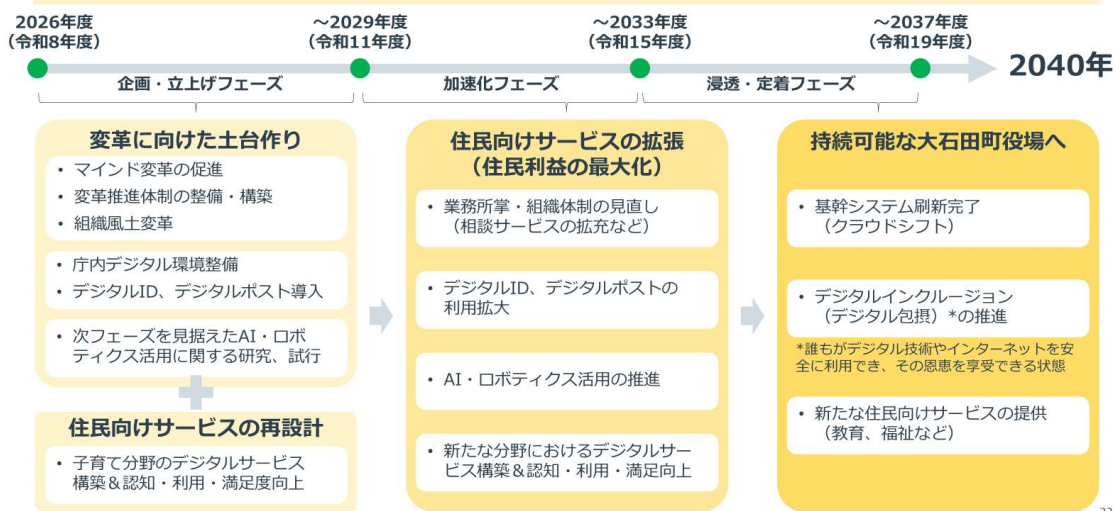 2026年度
(令和8年度)
～2029年度
(令和11年度)
～2033年度
(令和15年度)
～2037年度
(令和19年度)
2040年
企画・立上げフェーズ
加速化フェーズ
浸透・定着フェーズ
変革に向けた土台作り
• マインド変革の促進
• 変革推進体制の整備・構築
• 組織風土変革
• 庁内デジタル環境整備
• デジタルID、デジタルポスト導入
• 次フェーズを見据えたAI・ロボ
ティクス活用に関する研究、試行
住民向けサービスの再設計
• 子育て分野のデジタルサービス
構築＆認知・利用・満足度向上
住民向けサービスの拡張
（住民利益の最大化）
• 業務所掌・組織体制の見直し
（相談サービスの拡充など）
• デジタルID、デジタルポストの
利用拡大
• AI・ロボティクス活用の推進
• 新たな分野におけるデジタルサー
ビス構築＆認知・利用・満足向上
持続可能な大石田町役場へ
• 基幹システム刷新完了
（クラウドシフト）
• デジタルインクルージョン
（デジタル包摂）*の推進
*誰もがデジタル技術やインターネットを安
全に利用でき、その恩恵を享受できる状態
• 新たな住民向けサービスの提供
（教育、福祉など）